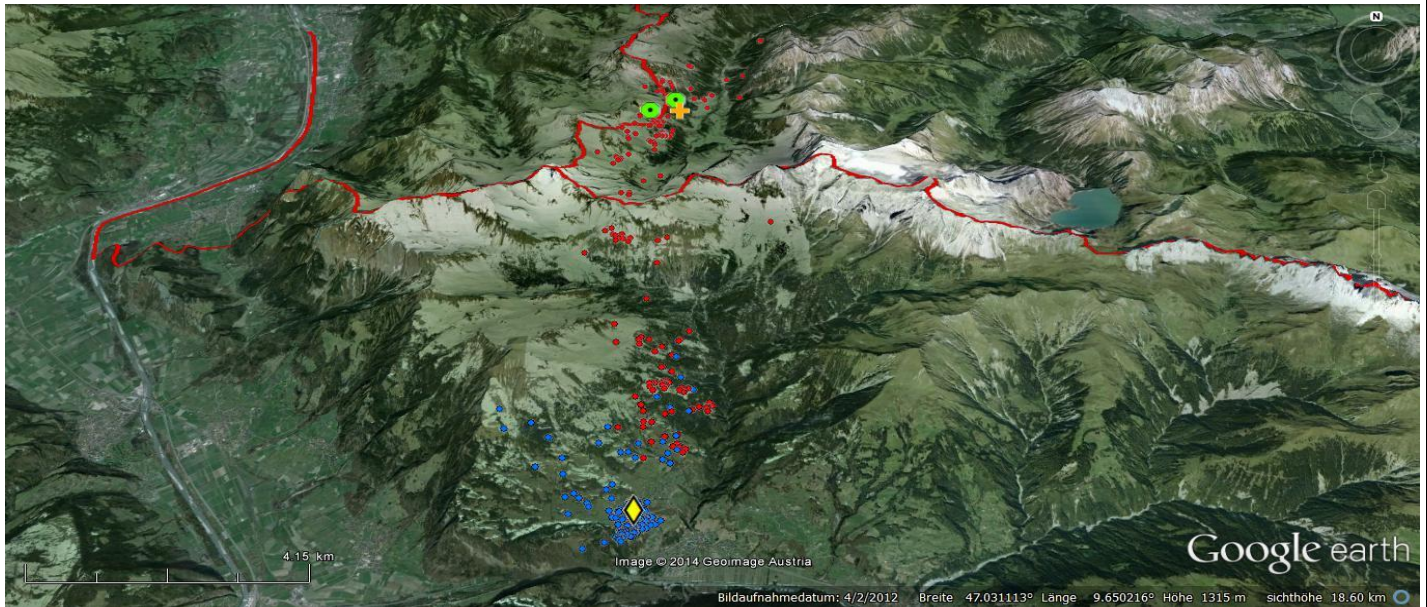 N
4.15 km
Image © 2014 Geoimage Austria
Google earth
Bildaufnahmedatum: 4/2/2012 Breite 47.031113° Länge 9.650216° Höhe 1315 m sichthöhe 18.60 km